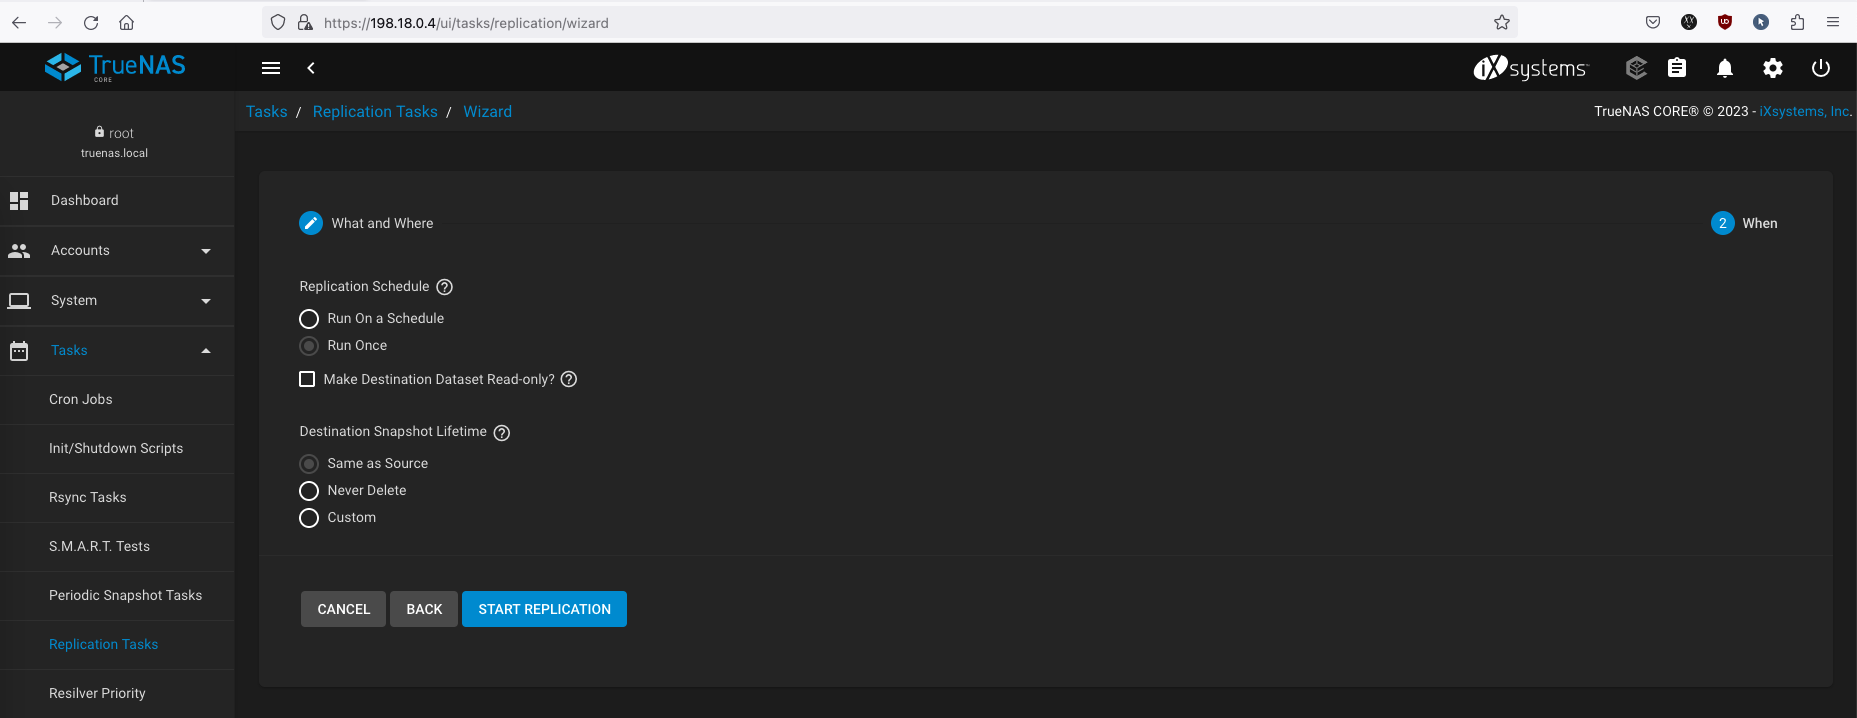 https://198.18.0.4/ui/tasks/replication/wizard
TrueNAS
CORE
iXsystems™
Tasks / Replication Tasks / Wizard
TrueNAS CORE® © 2023 - iXsystems, Inc.
root
truenas.local
Dashboard
Accounts
System
Tasks
Cron Jobs
Init/Shutdown Scripts
Rsync Tasks
S.M.A.R.T. Tests
Periodic Snapshot Tasks
Replication Tasks
Resilver Priority
What and Where
2 When
Replication Schedule ?
Run On a Schedule
Run Once
Make Destination Dataset Read-only? ?
Destination Snapshot Lifetime ?
Same as Source
Never Delete
Custom
CANCEL BACK START REPLICATION